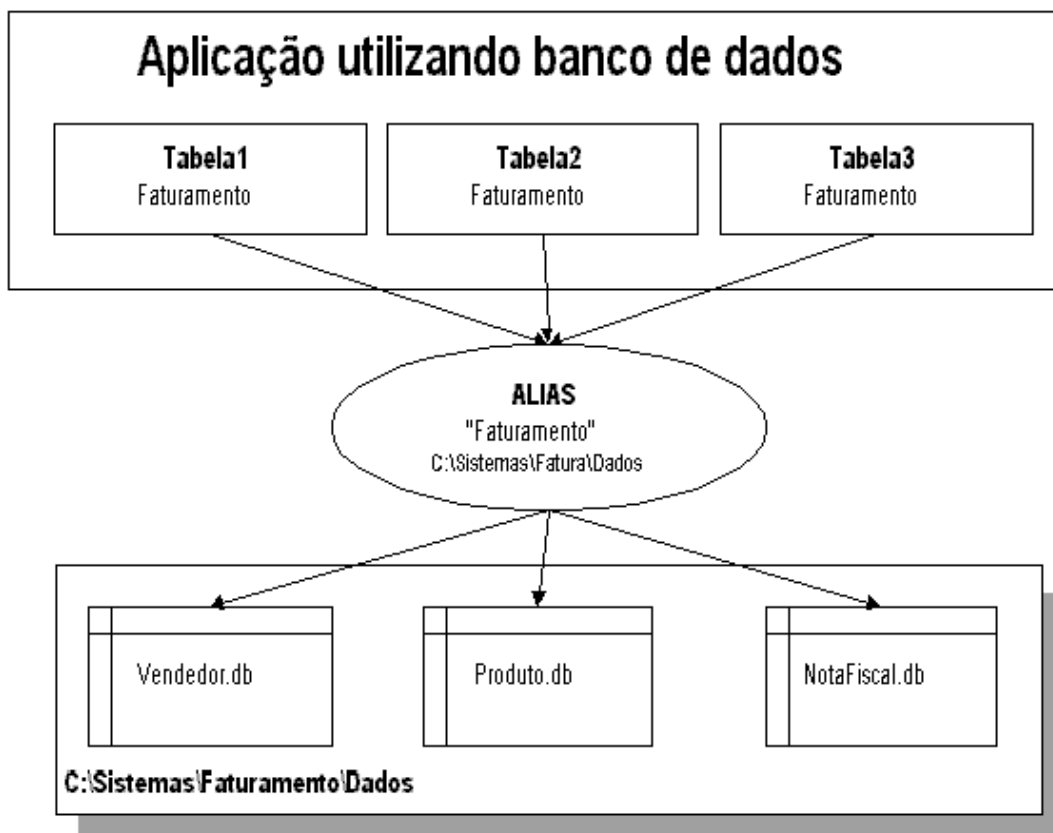 Aplicação utilizando banco de dados
Tabela1
Faturamento
Tabela2
Faturamento
Tabela3
Faturamento
ALIAS
"Faturamento"
C:\Sistemas\Fatura\Dados
Vendedor.db
Produto.db
NotaFiscal.db
C:\Sistemas\Faturamento\Dados